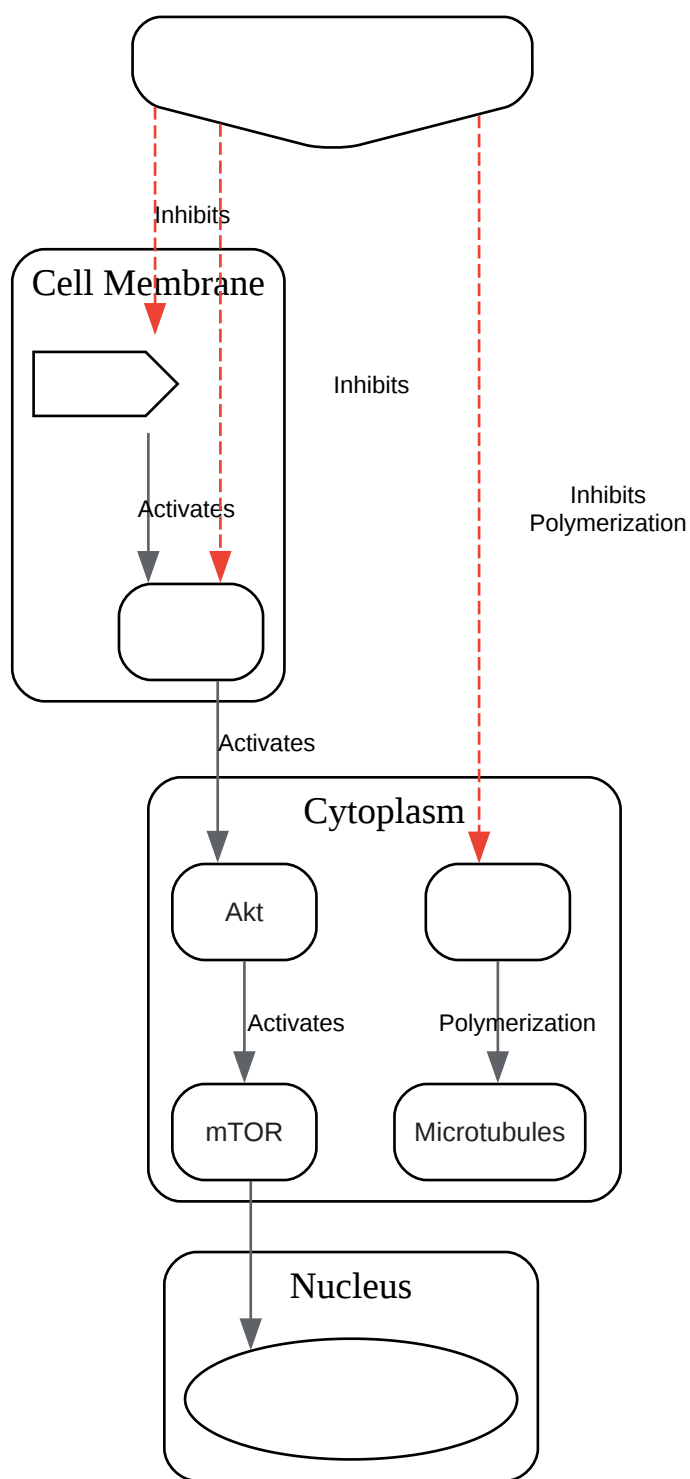 Inhibits
Cell Membrane
Inhibits
Activates
Inhibits
Polymerization
Activates
Cytoplasm
Akt
Activates
Polymerization
mTOR
Microtubules
Nucleus